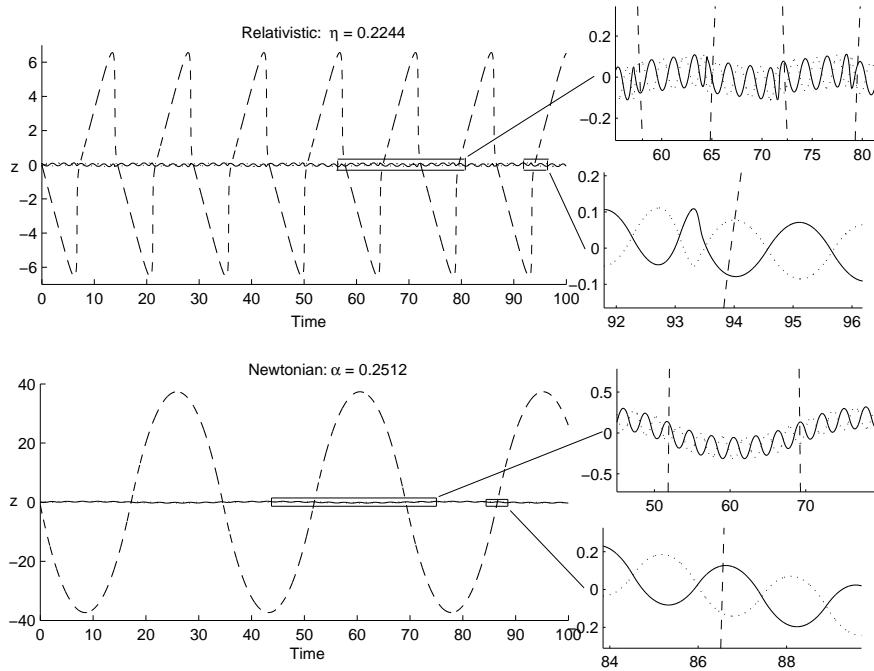 Relativistic: η = 0.2244
6
4
2
z 0
−2
−4
−6
0 10 20 30 40 50 60 70 80 90 100
Time
0.2
0
−0.2
60 65 70 75 80
0.2
0.1
0
−0.1
92 93 94 95 96
Newtonian: α = 0.2512
40
20
z 0
−20
−40
0 10 20 30 40 50 60 70 80 90 100
Time
0.5
0
−0.5
50 60 70
0.2
0
−0.2
84 86 88